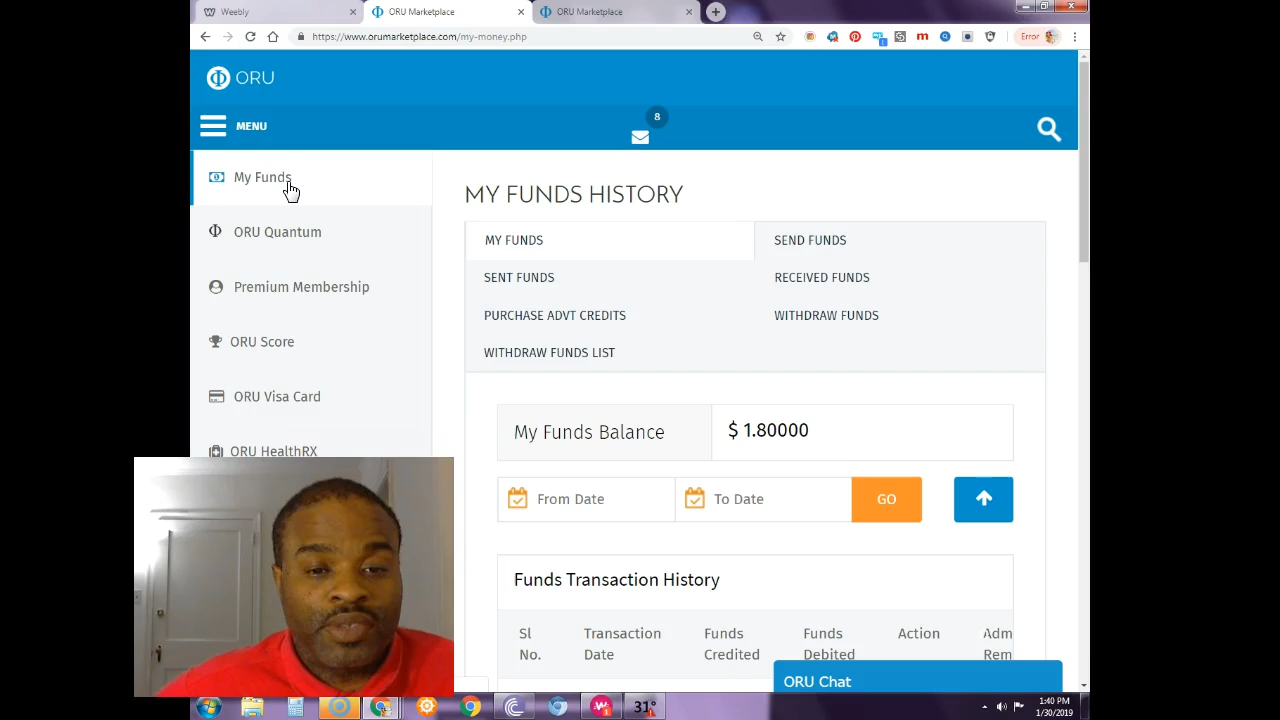 Weebly
ORU Marketplace
ORU Marketplace
https://www.orumarketplace.com/my-money.php
Error
ORU
MENU
8
My Funds
ORU Quantum
Premium Membership
ORU Score
ORU Visa Card
ORU HealthRX
MY FUNDS HISTORY
MY FUNDS
SEND FUNDS
SENT FUNDS
RECEIVED FUNDS
PURCHASE ADVT CREDITS
WITHDRAW FUNDS
WITHDRAW FUNDS LIST
My Funds Balance
$ 1.80000
From Date
To Date
GO
Funds Transaction History
Sl No.
Transaction Date
Funds Credited
Funds Debited
Action
Adm
Rem
ORU Chat
31°
1:40 PM
1/30/2019